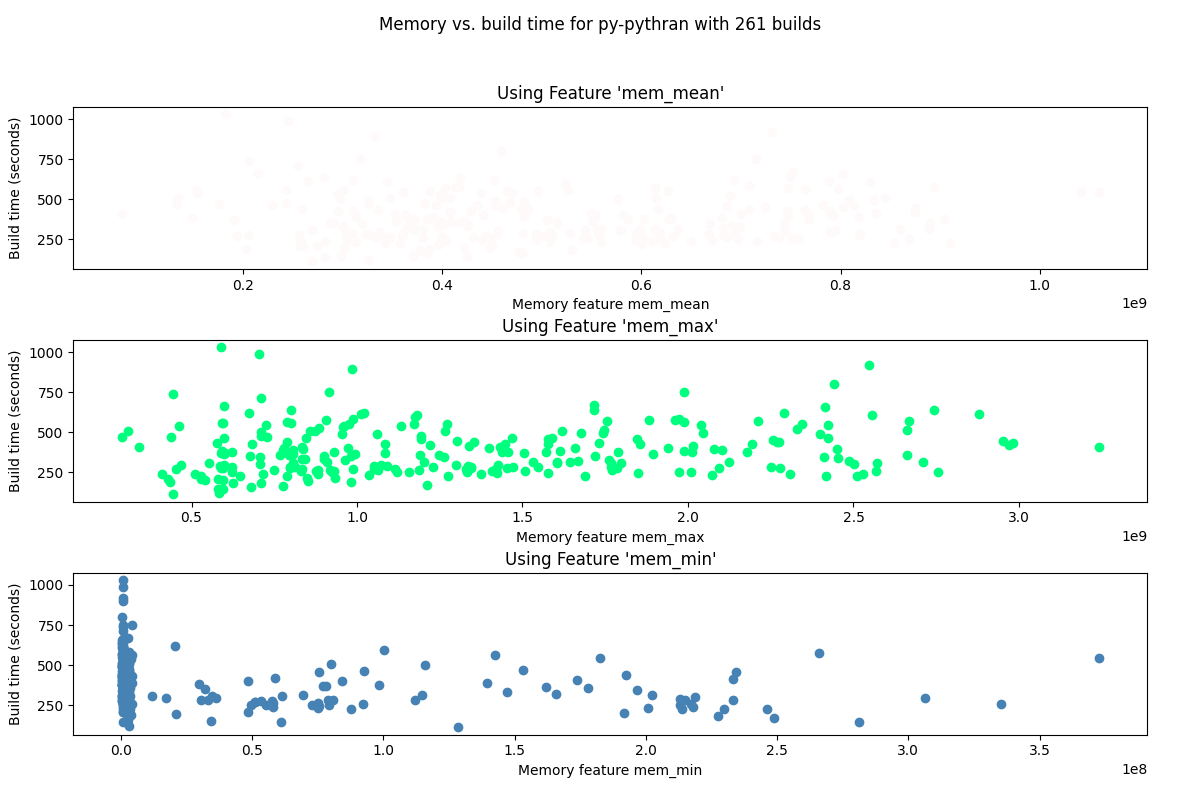 Memory vs. build time for py-pythran with 261 builds
Using Feature 'mem_mean'
Build time (seconds)
1000
750
500
250
0.2 0.4 0.6 0.8 1.0
Memory feature mem_mean
1e9
Using Feature 'mem_max'
Build time (seconds)
1000
750
500
250
0.5 1.0 1.5 2.0 2.5 3.0
Memory feature mem_max
1e9
Using Feature 'mem_min'
Build time (seconds)
1000
750
500
250
0.0 0.5 1.0 1.5 2.0 2.5 3.0 3.5
Memory feature mem_min
1e8